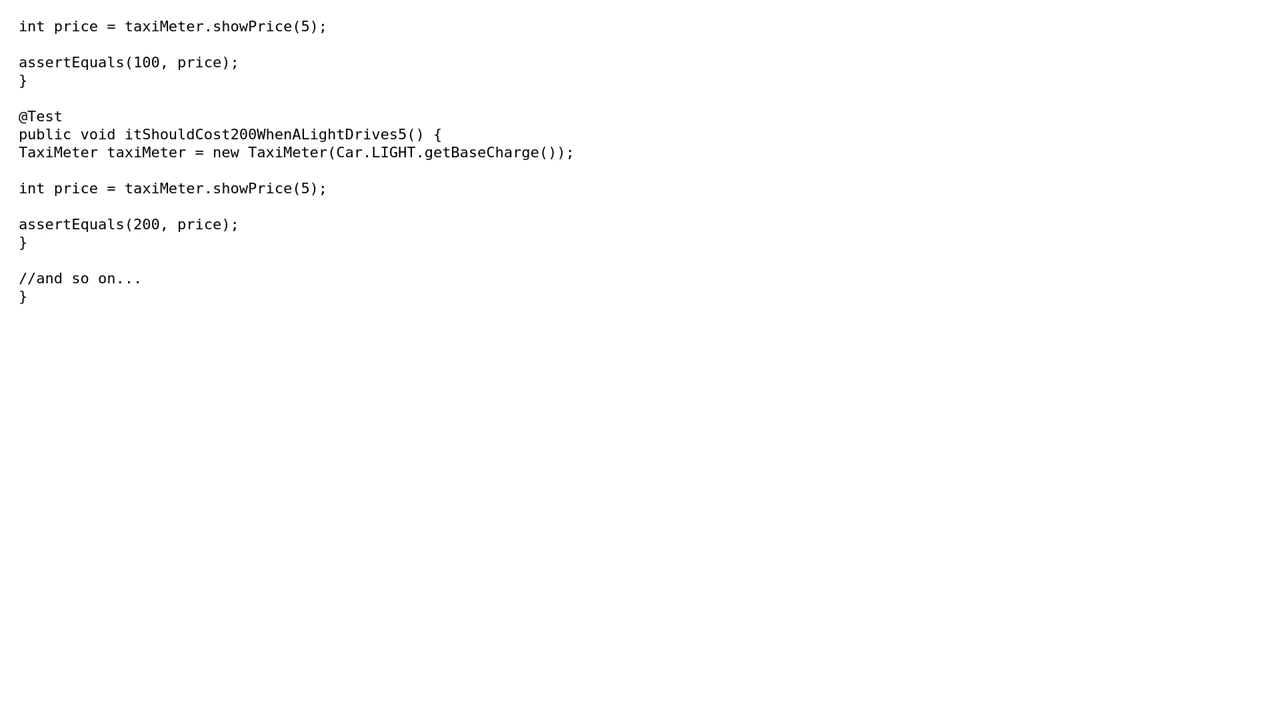 int price = taxiMeter.showPrice(5);
assertEquals(100, price);
}
@Test
public void itShouldCost200WhenALightDrives5() {
TaxiMeter taxiMeter = new TaxiMeter(Car.LIGHT.getBaseCharge());
int price = taxiMeter.showPrice(5);
assertEquals(200, price);
}
//and so on...
}